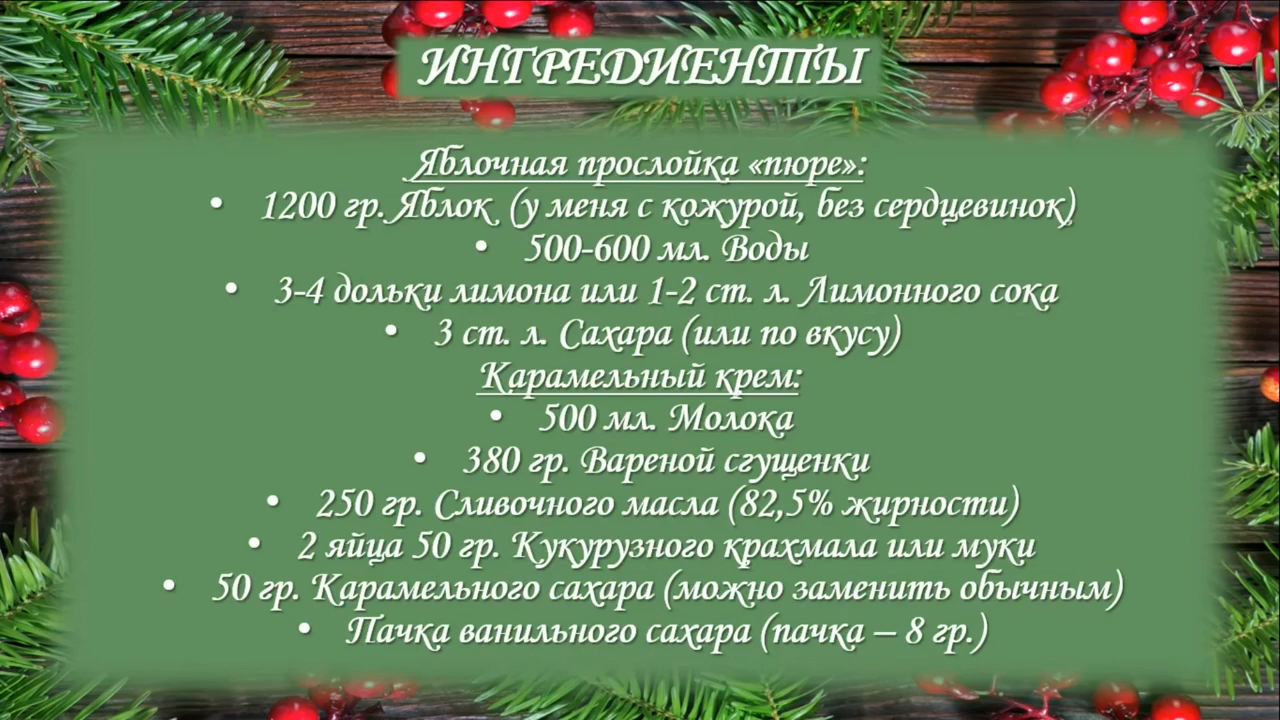 ИНГРЕДИЕНТЫ
Яблочная прослойка «пюре»:
• 1200 гр. Яблок (у меня с кожурой, без сердцевинок)
• 500-600 мл. Воды
• 3-4 дольки лимона или 1-2 ст. л. Лимонного сока
• 3 ст. л. Сахара (или по вкусу)
Карамельный крем:
• 500 мл. Молока
• 380 гр. Вареной сгущенки
• 250 гр. Сливочного масла (82,5% жирности)
• 2 яйца 50 гр. Кукурузного крахмала или муки
• 50 гр. Карамельного сахара (можно заменить обычным)
• Пачка ванильного сахара (пачка – 8 гр.)